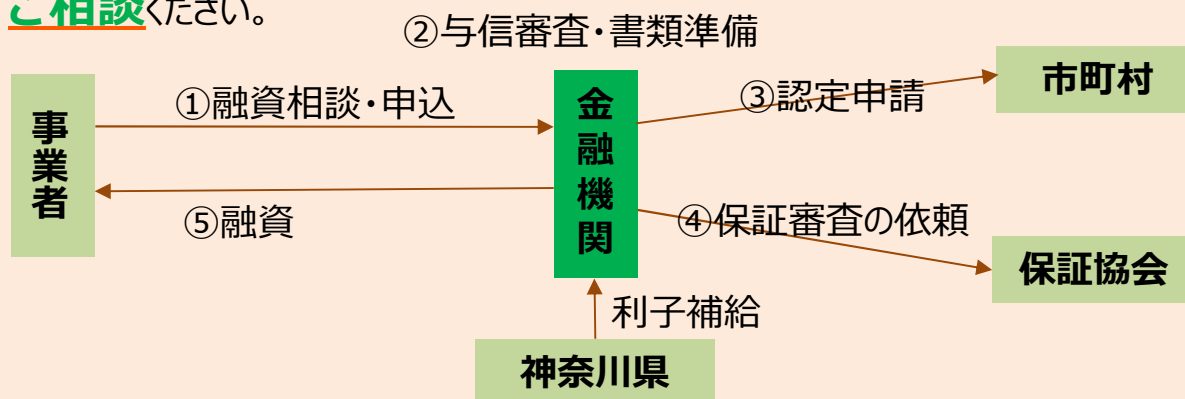 ご相談ください。
②与信審査・書類準備
市町村
①融資相談・申込
③認定申請
事業者
金融機関
⑤融資
④保証審査の依頼
保証協会
利子補給
神奈川県